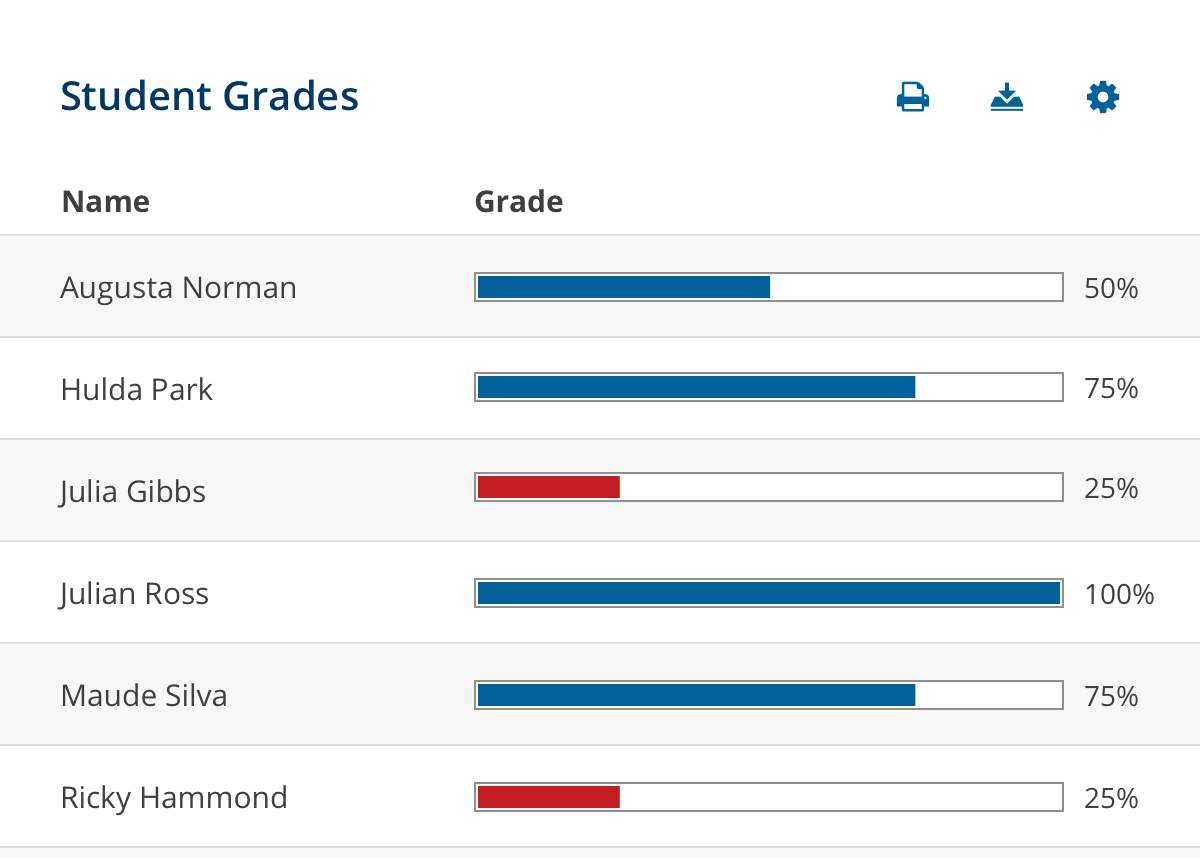 Student Grades
Name Grade
Augusta Norman 50%
Hulda Park 75%
Julia Gibbs 25%
Julian Ross 100%
Maude Silva 75%
Ricky Hammond 25%